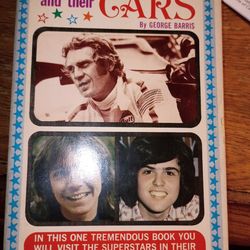 and their CARS
By GEORGE BARRIS
IN THIS ONE TREMENDOUS BOOK YOU
WILL VISIT THE SUPERSTARS IN THEIR